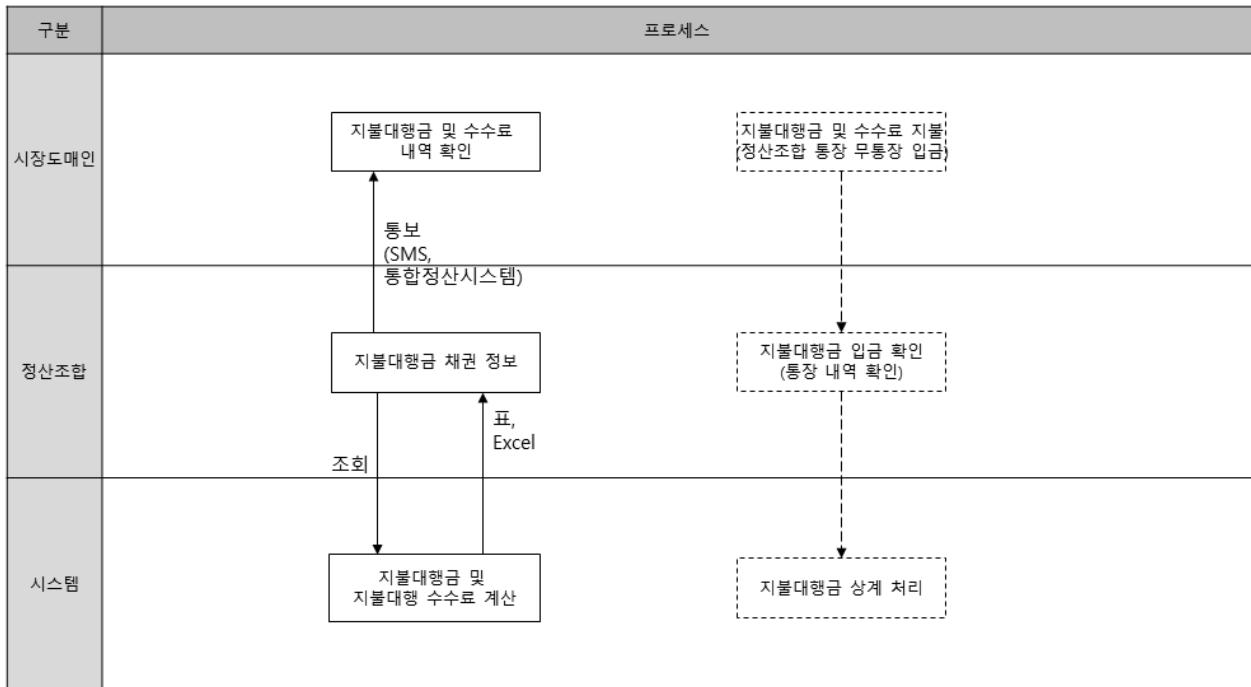 구분
프로세스
시장도매인
지불대행금 및 수수료
내역 확인
지불대행금 및 수수료 지불
(정산조합 통장 무통장 입금)
통보
(SMS,
통합정산시스템)
정산조합
지불대행금 채권 정보
지불대행금 입금 확인
(통장 내역 확인)
조회
표,
Excel
시스템
지불대행금 및
지불대행 수수료 계산
지불대행금 상계 처리